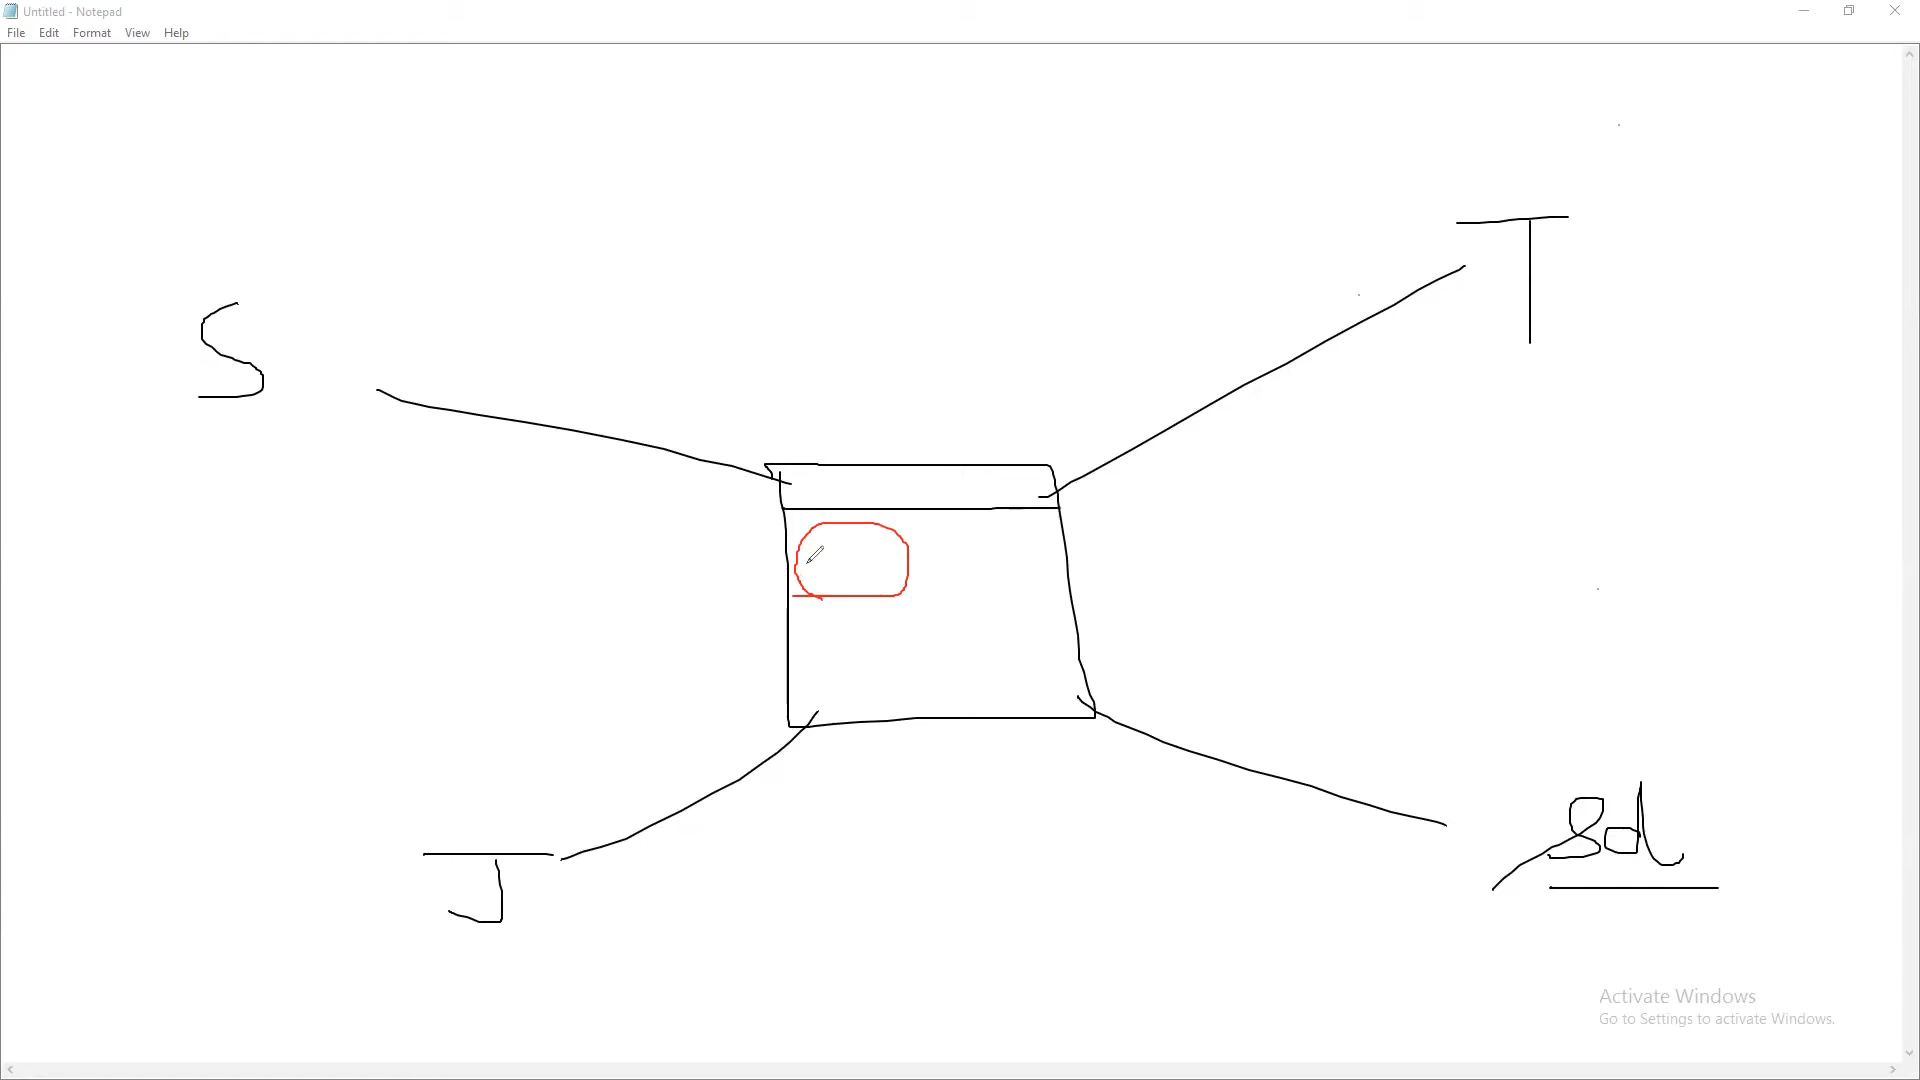 Untitled - Notepad
File Edit Format View Help
T
S
J
Activate Windows
Go to Settings to activate Windows.